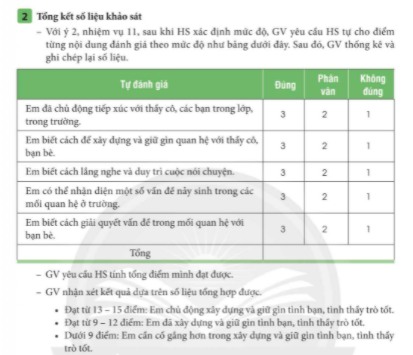 2 Tổng kết số liệu khảo sát
– Với ý 2, nhiệm vụ 11, sau khi HS xác định mức độ, GV yêu cầu HS tự cho điểm
từng nội dung đánh giá theo mức độ như bảng dưới đây. Sau đó, GV thống kê và
ghi chép lại số liệu.
Tự đánh giá Đúng Phân vân Không đúng
Em đã chủ động tiếp xúc với thầy cô, các bạn trong lớp,
trong trường. 3 2 1
Em biết cách để xây dựng và giữ gìn quan hệ với thầy cô,
bạn bè. 3 2 1
Em biết cách lắng nghe và duy trì cuộc nói chuyện. 3 2 1
Em có thể nhận diện một số vấn đề nảy sinh trong các
mối quan hệ ở trường. 3 2 1
Em biết cách giải quyết vấn đề trong mối quan hệ với
bạn bè. 3 2 1
Tổng
– GV yêu cầu HS tính tổng điểm mình đạt được.
– GV nhận xét kết quả dựa trên số liệu tổng hợp được.
• Đạt từ 13 – 15 điểm: Em chủ động xây dựng và giữ gìn tình bạn, tình thầy trò tốt.
• Đạt từ 9 – 12 điểm: Em đã xây dựng và giữ gìn tình bạn, tình thầy trò tốt.
• Dưới 9 điểm: Em cần cố gắng hơn trong xây dựng và giữ gìn tình bạn, tình thầy
trò tốt.